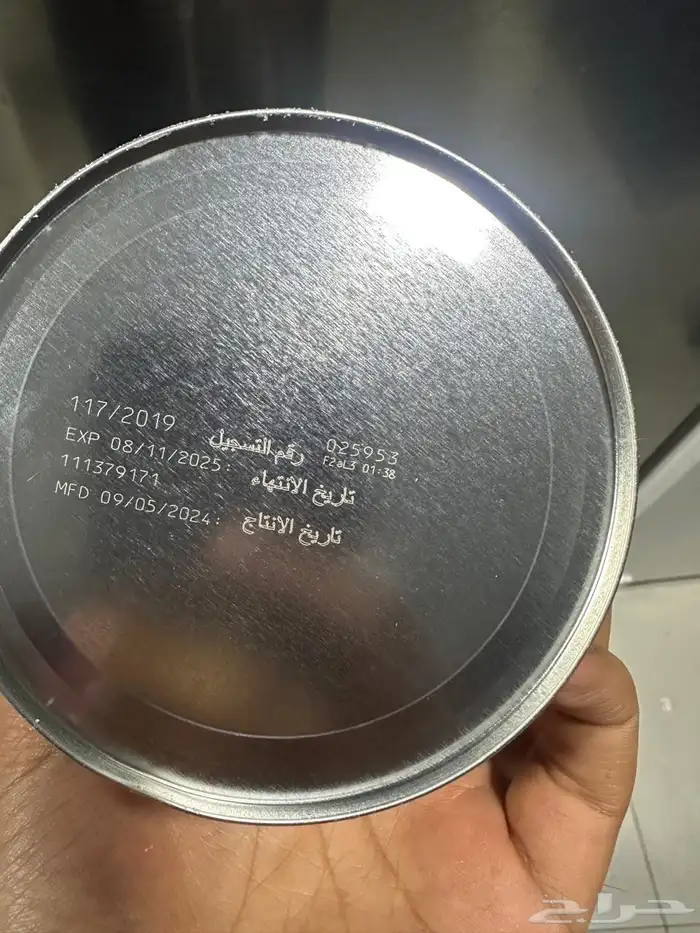 117/2019 رقم التسجيل 025953
F2aL3 01:38
EXP 08/11/2025: تاريخ الانتهاء
111379171
MFD 09/05/2024: تاريخ الانتاج
حراج